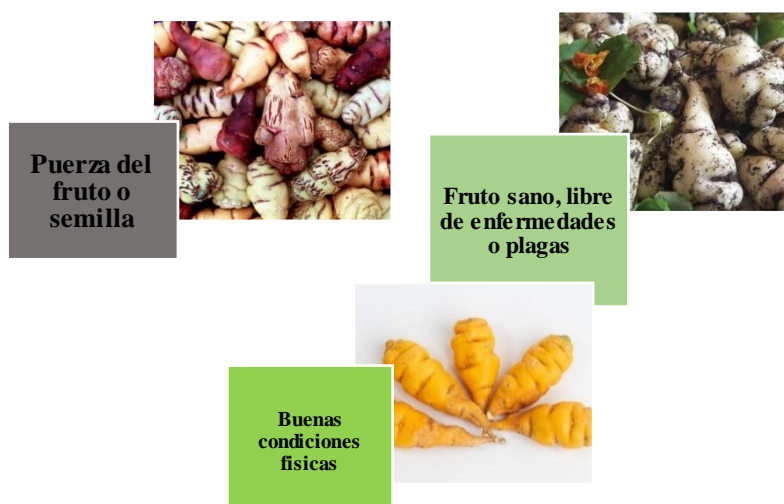 Puerza del
fruto o
semilla
Fruto sano, libre
de enfermedades
o plagas
Buenas
condiciones
fisicas